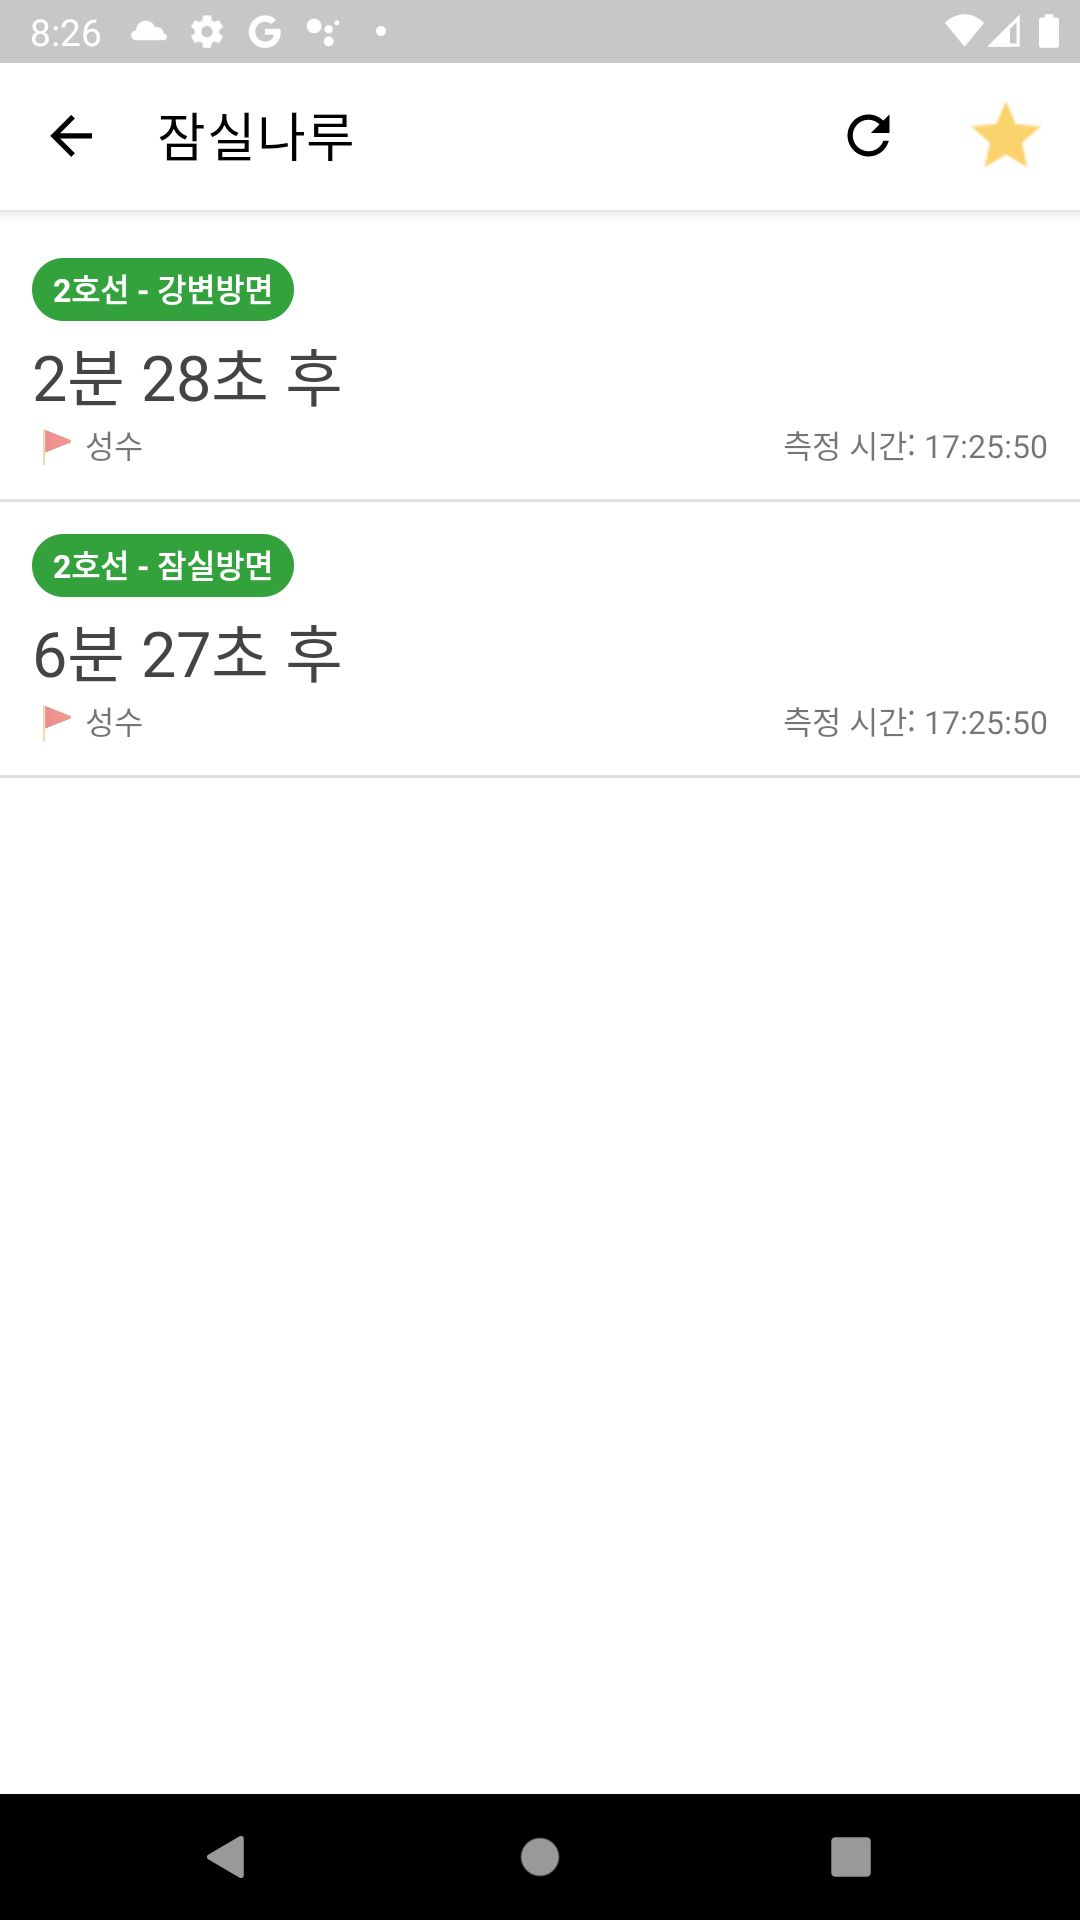 8:26
잠실나루
2호선 - 강변방면
2분 28초 후
성수
측정 시간: 17:25:50
2호선 - 잠실방면
6분 27초 후
성수
측정 시간: 17:25:50